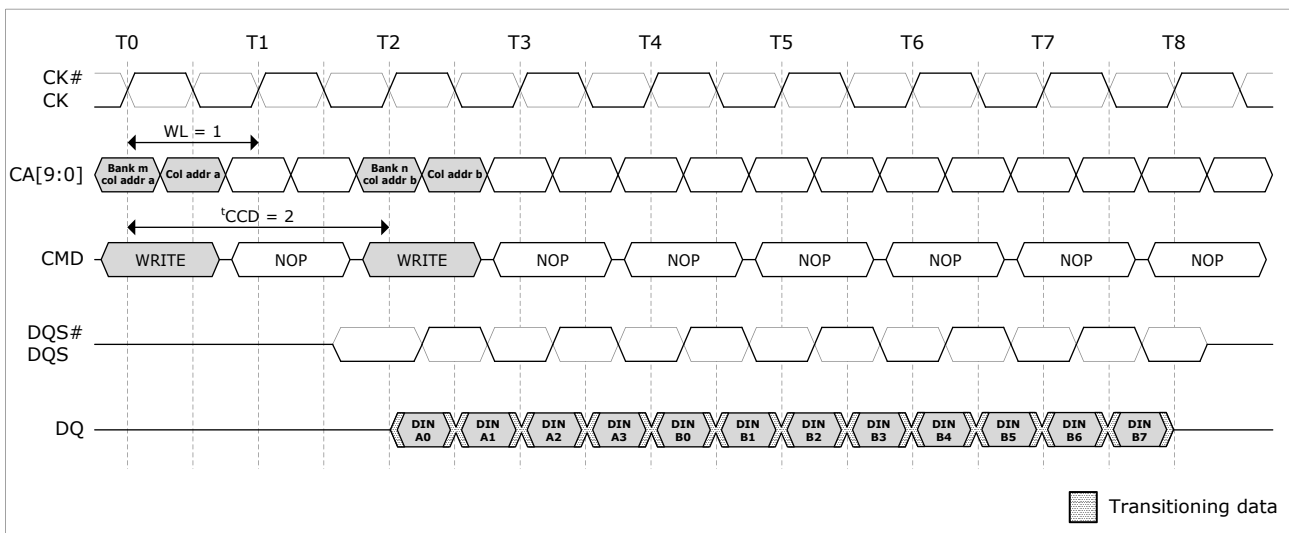 T0 T1 T2 T3 T4 T5 T6 T7 T8
CK#
CK
WL = 1
CA[9:0]
Bank m
col addr a
Col addr a
Bank n
col addr b
Col addr b
tCCD = 2
CMD WRITE NOP WRITE NOP NOP NOP NOP NOP NOP
DQS#
DQS
DQ
DIN
A0
DIN
A1
DIN
A2
DIN
A3
DIN
B0
DIN
B1
DIN
B2
DIN
B3
DIN
B4
DIN
B5
DIN
B6
DIN
B7
Transitioning data